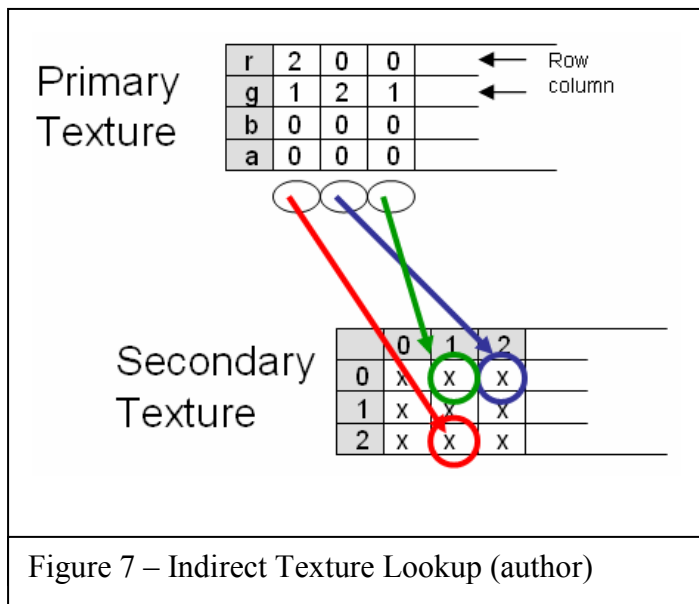 Primary
Texture
r 2 0 0
g 1 2 1
b 0 0 0
a 0 0 0
Row
column
Secondary
Texture
0 1 2
0 x x x
1 x x x
2 x x x
Figure 7 – Indirect Texture Lookup (author)